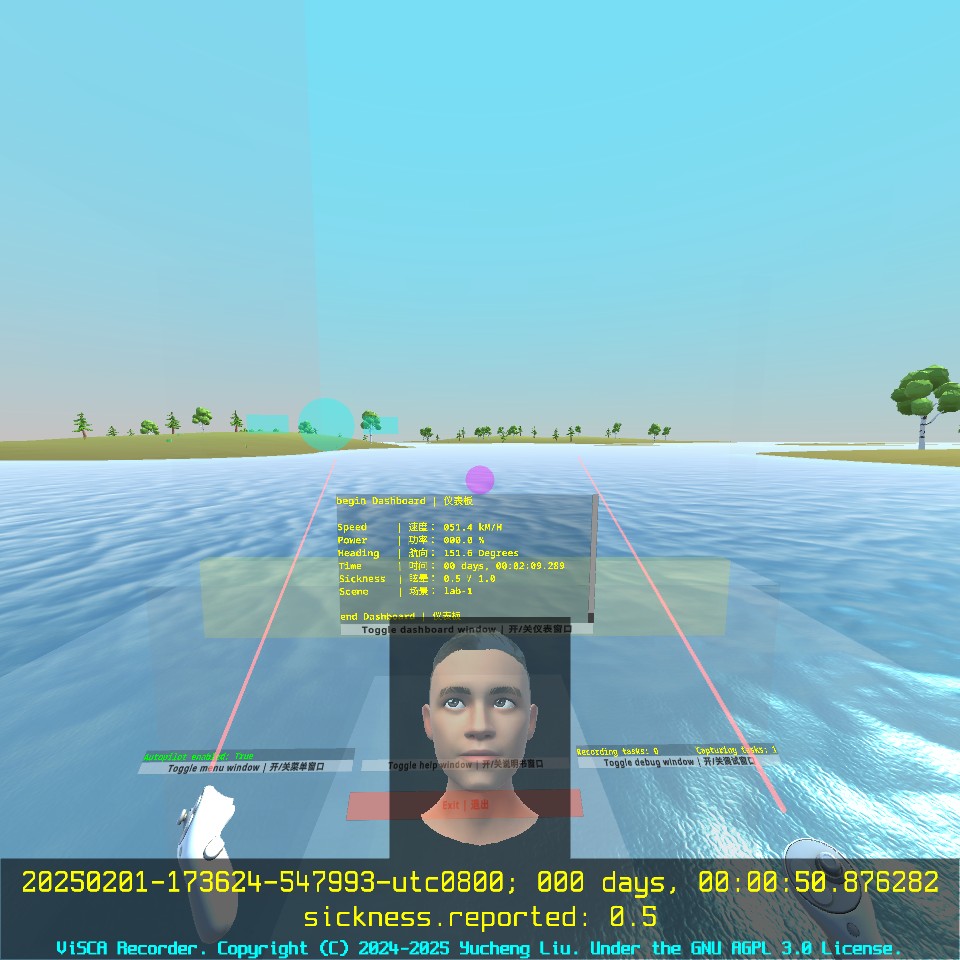 begin Dashboard | 仪表板
Speed | 速度： 051.4 kM/H
Power | 功率： 000.0 %
Heading | 航向： 151.6 Degrees
Time | 时间： 00 days, 00:02:09.289
Sickness | 眩晕： 0.5 / 1.0
Scene | 场景： lab-1
end Dashboard | 仪表板
Toggle dashboard window | 开/关仪表窗口
Autopilot enabled: True
Recording tasks: 0 Capturing tasks: 1
Toggle menu window | 开/关菜单窗口
Toggle help window | 开/关说明书窗口
Toggle debug window | 开/关调试窗口
Exit | 退出
20250201-173624-547993-utc0800; 000 days, 00:00:50.876282
sickness.reported: 0.5
ViSCA Recorder. Copyright (C) 2024-2025 Yucheng Liu. Under the GNU AGPL 3.0 License.